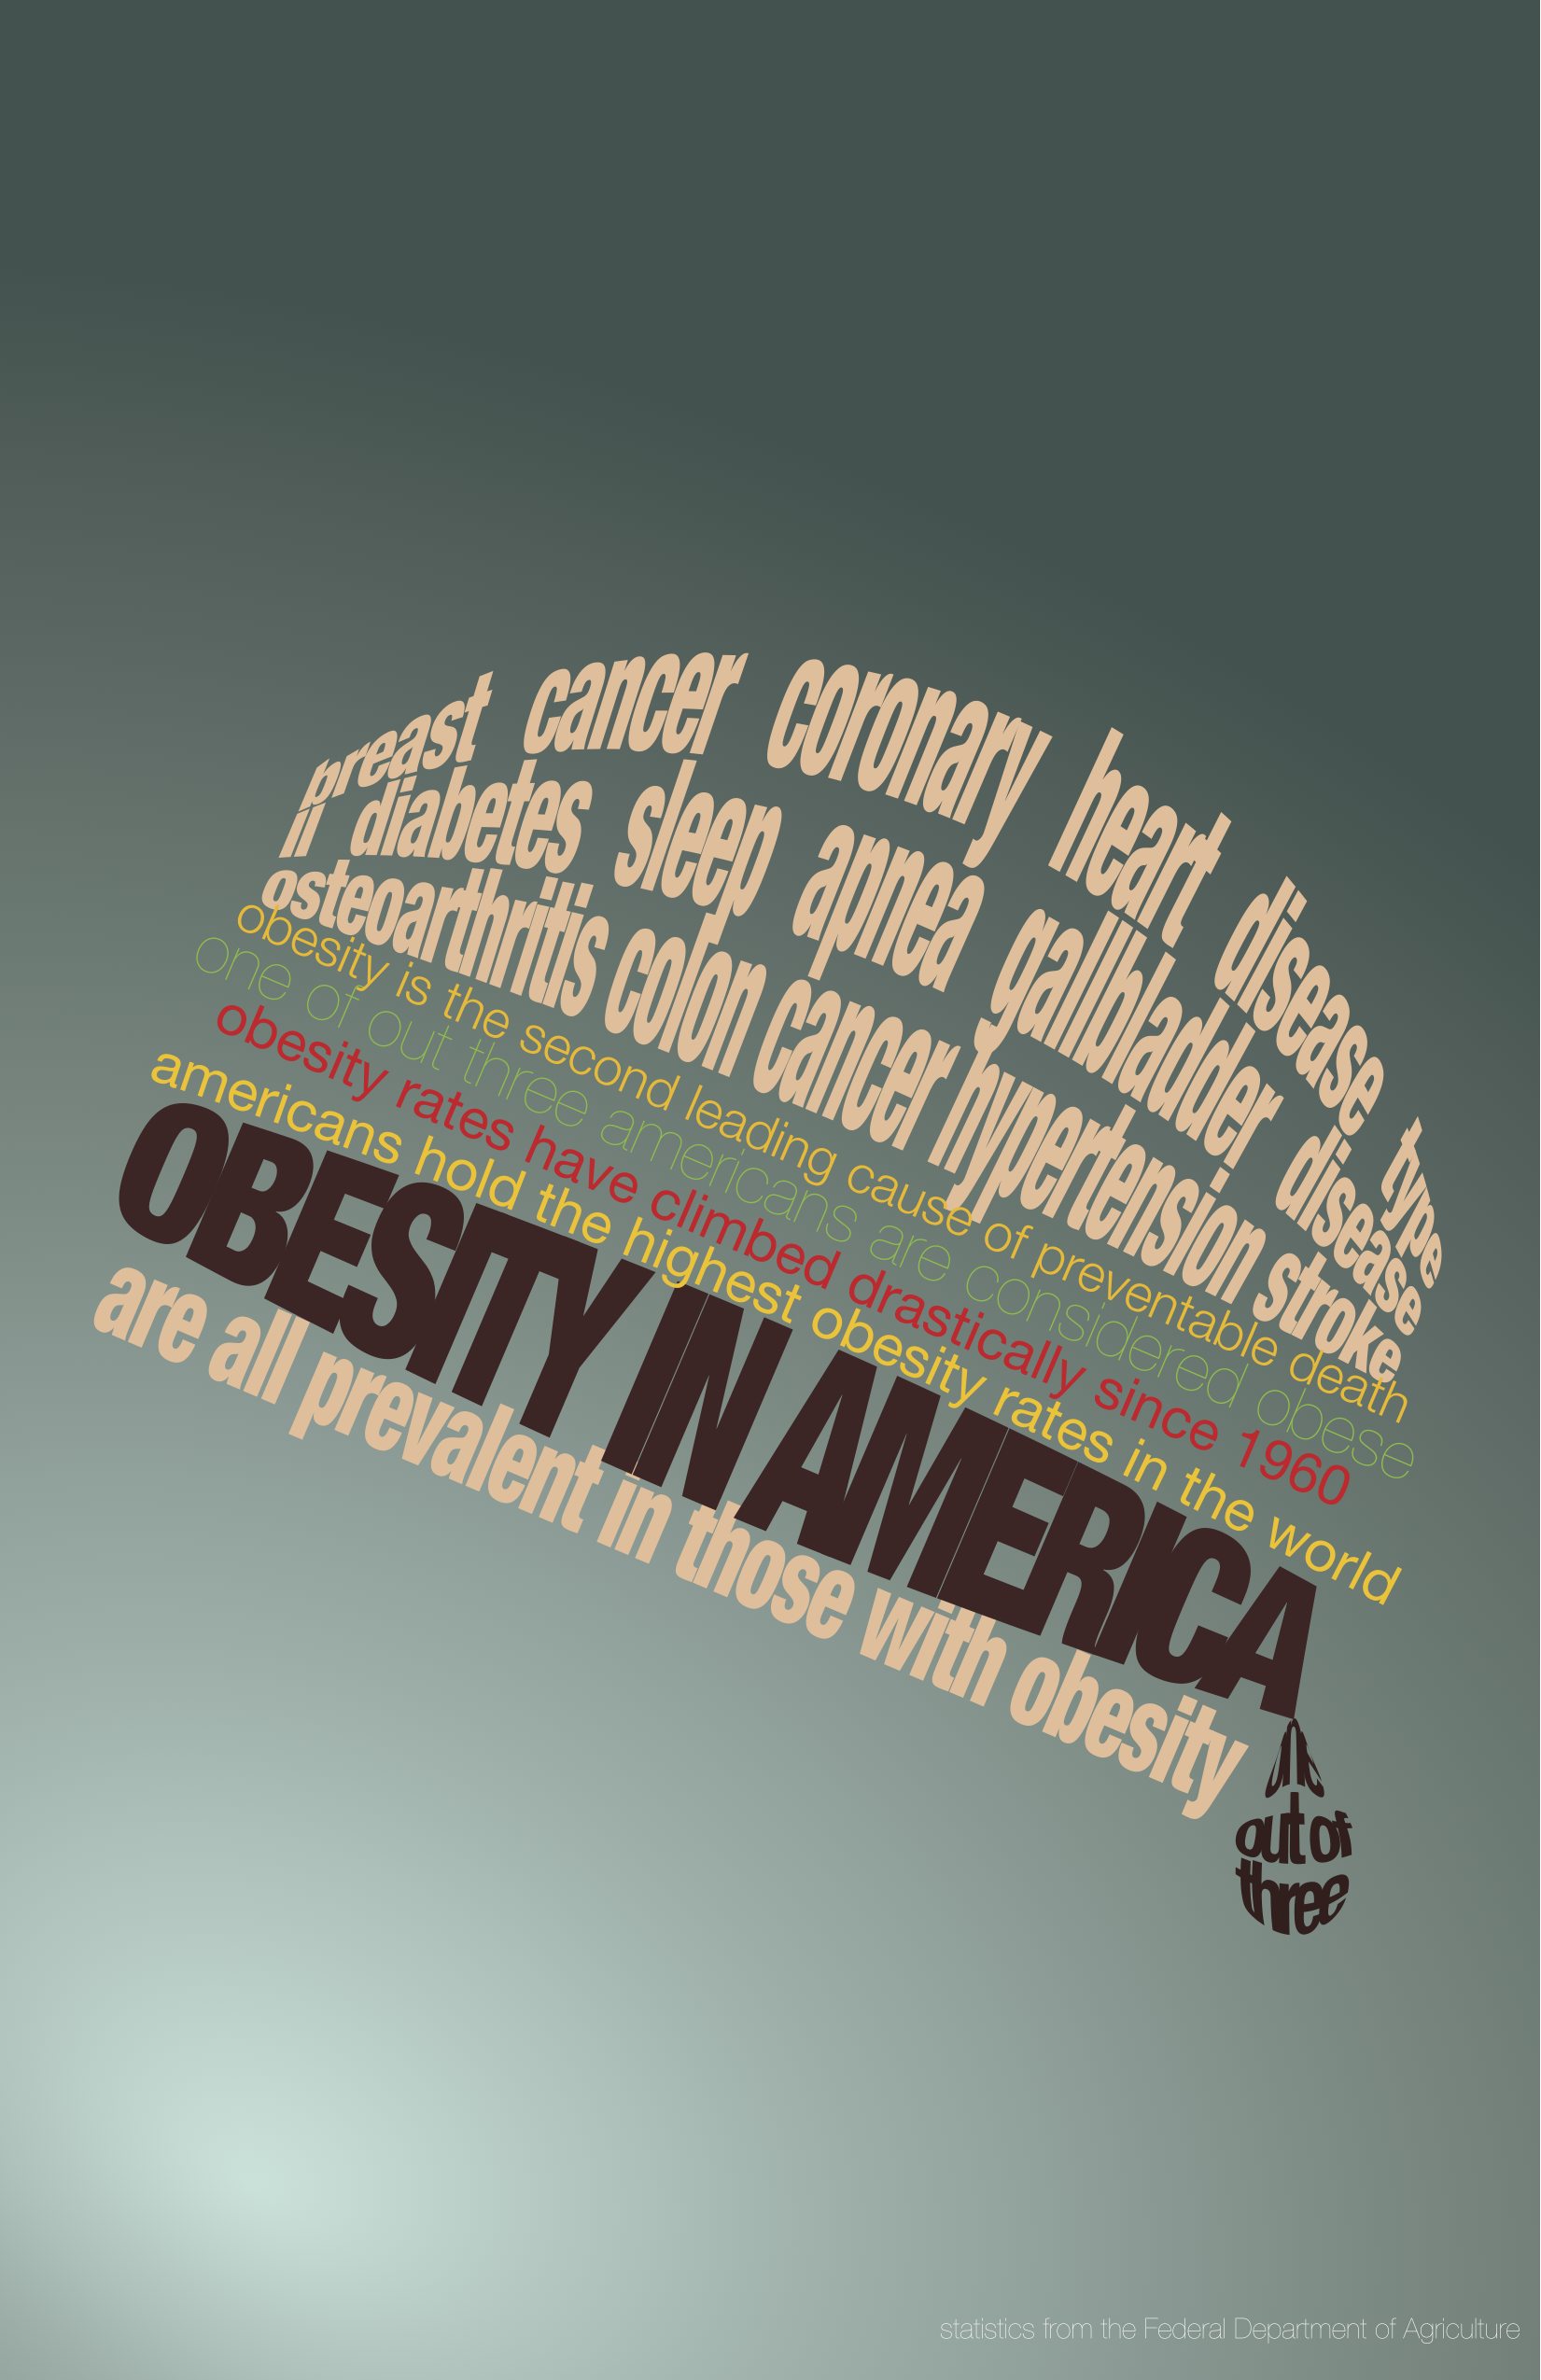 breast cancer coronary heart disease type
ii diabetes sleep apnea gallbladder disease
osteoarthritis colon cancer hypertension stroke
obesity is the second leading cause of preventable death
one of out three americans are considered obese
obesity rates have climbed drastically since 1960
americans hold the highest obesity rates in the world
OBESITY IN AMERICA
are all prevalent in those with obesity
out of
three
statistics from the Federal Department of Agriculture